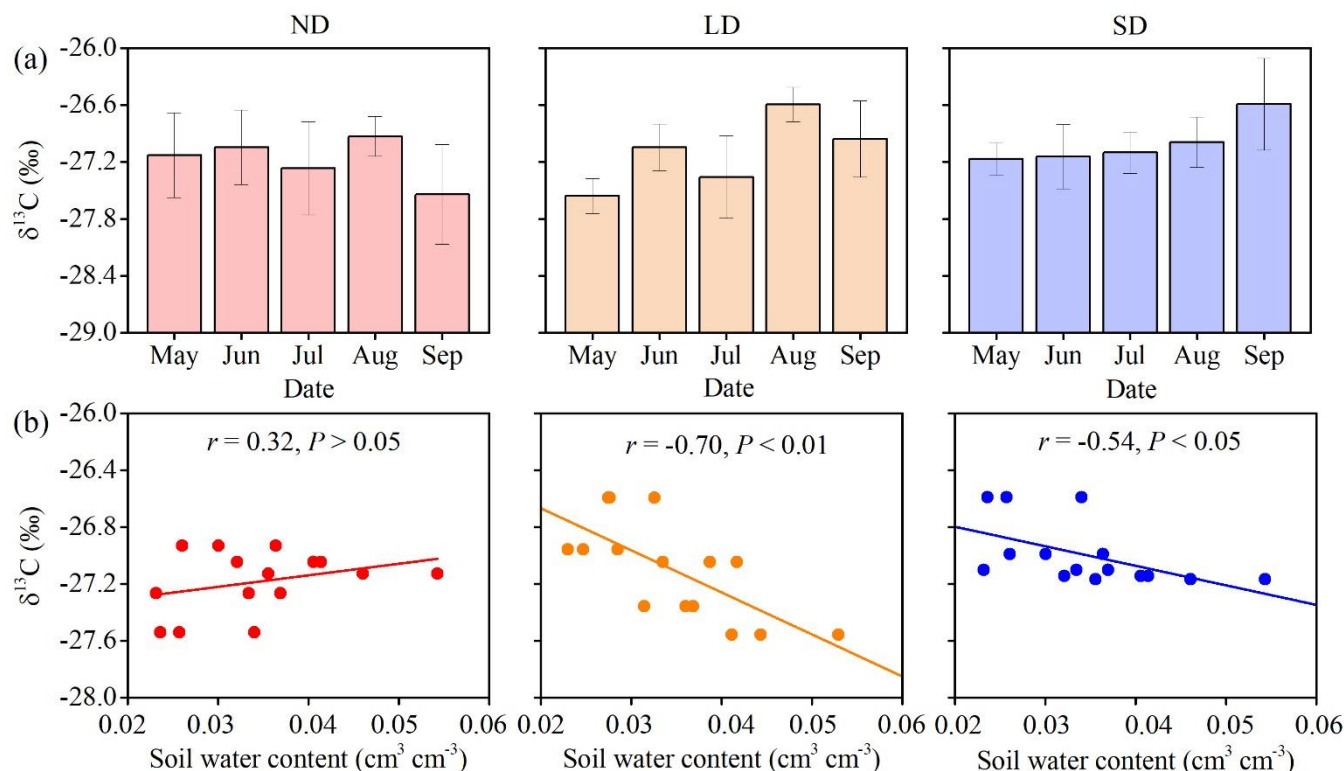 ND LD SD
(a)
δ¹³C (‰)
-26.0
-26.6
-27.2
-27.8
-28.4
-29.0
May Jun Jul Aug Sep
Date
May Jun Jul Aug Sep
Date
May Jun Jul Aug Sep
Date
(b)
δ¹³C (‰)
-26.0
-26.4
-26.8
-27.2
-27.6
-28.0
r = 0.32, P > 0.05
r = -0.70, P < 0.01
r = -0.54, P < 0.05
0.02 0.03 0.04 0.05 0.06
Soil water content (cm³ cm⁻³)
0.02 0.03 0.04 0.05 0.06
Soil water content (cm³ cm⁻³)
0.02 0.03 0.04 0.05 0.06
Soil water content (cm³ cm⁻³)